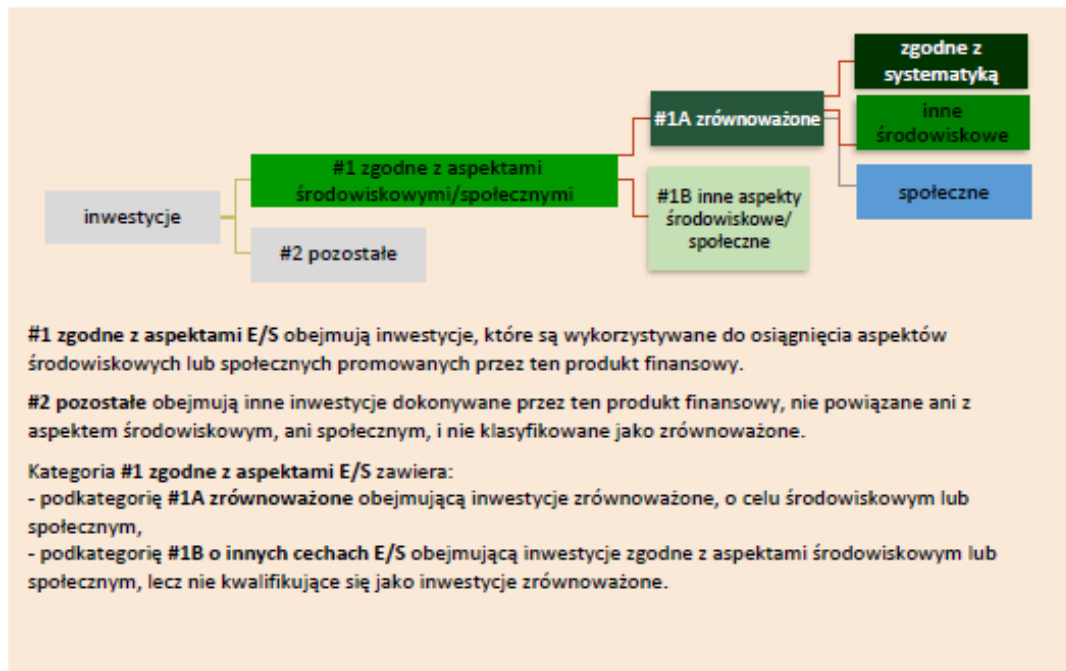 zgodne z
systematyką
#1A zrównoważone
inne
środowiskowe
#1 zgodne z aspektami
środowiskowymi/społecznymi
społeczne
#1B inne aspekty
środowiskowe/
społeczne
inwestycje
#2 pozostałe
#1 zgodne z aspektami E/S obejmują inwestycje, które są wykorzystywane do osiągnięcia aspektów
środowiskowych lub społecznych promowanych przez ten produkt finansowy.
#2 pozostałe obejmują inne inwestycje dokonywane przez ten produkt finansowy, nie powiązane ani z
aspektem środowiskowym, ani społecznym, i nie klasyfikowane jako zrównoważone.
Kategoria #1 zgodne z aspektami E/S zawiera:
- podkategorię #1A zrównoważone obejmującą inwestycje zrównoważone, o celu środowiskowym lub
społecznym,
- podkategorię #1B o innych cechach E/S obejmującą inwestycje zgodne z aspektami środowiskowym lub
społecznym, lecz nie kwalifikujące się jako inwestycje zrównoważone.